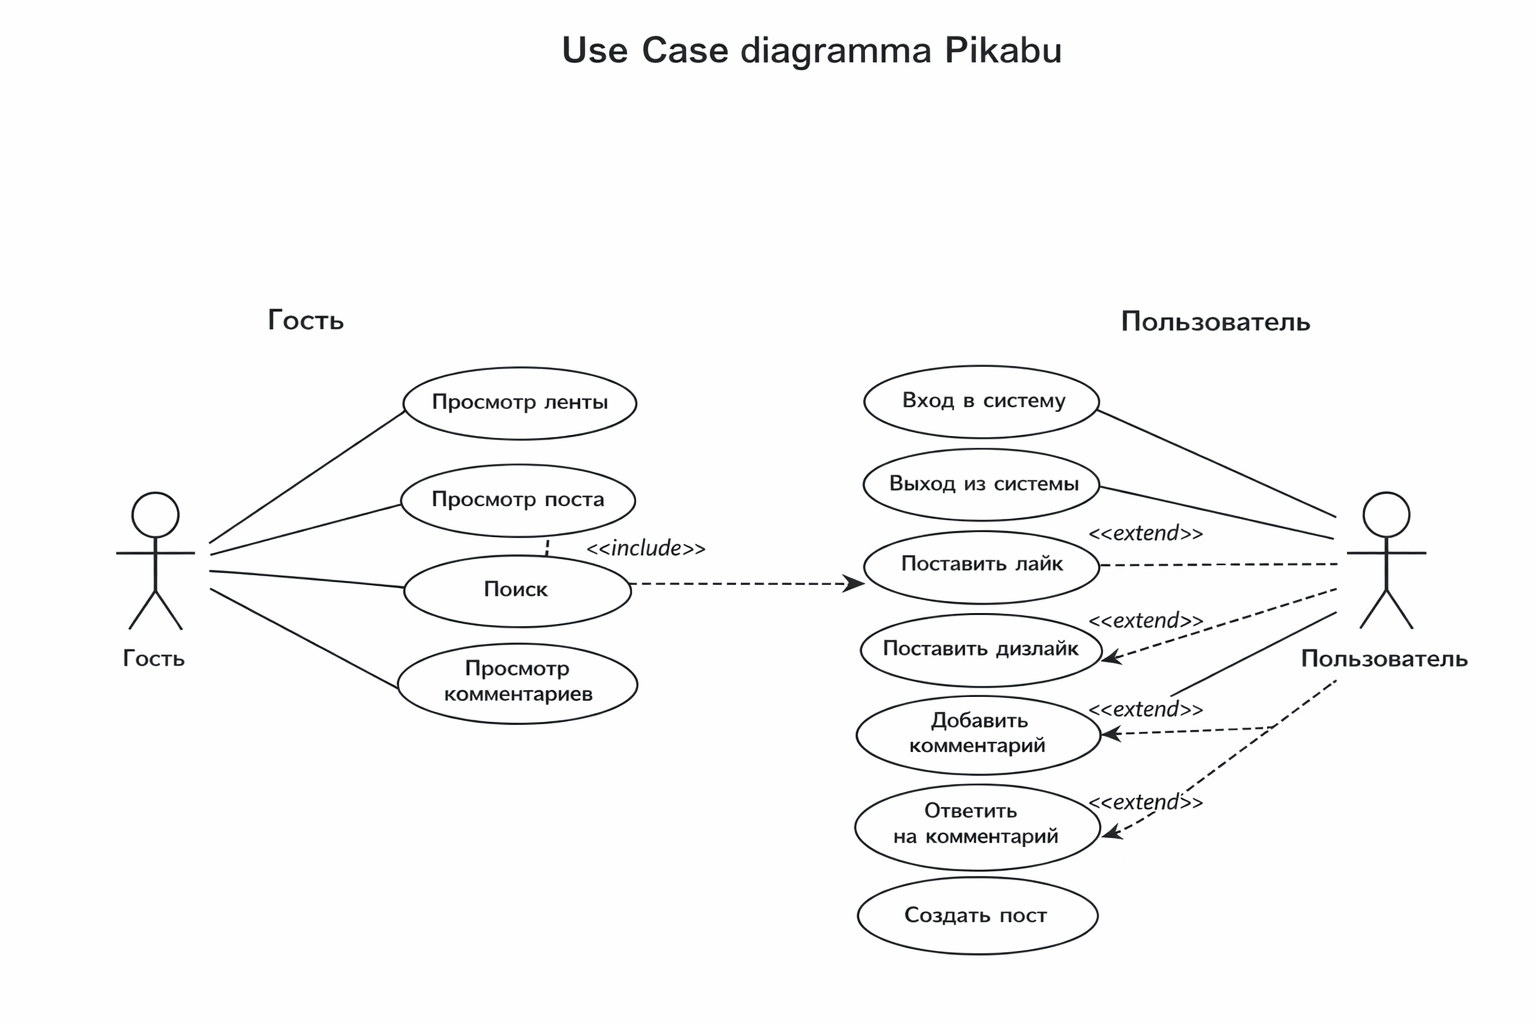 Use Case diagramma Pikabu
Гость
Просмотр ленты
Просмотр поста
<<include>>
Поиск
Просмотр
комментариев
Гость
Пользователь
Вход в систему
Выход из системы
<<extend>>
Поставить лайк
<<extend>>
Поставить дизлайк
Пользователь
<<extend>>
Добавить
комментарий
<<extend>>
Ответить
на комментарий
Создать пост